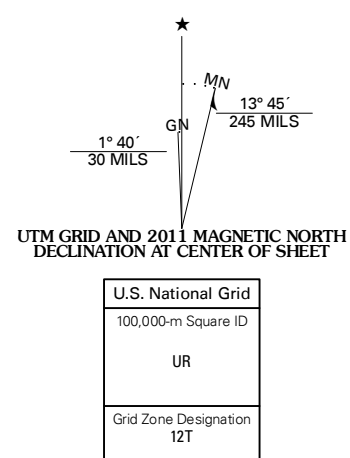 ★
MN
13° 45´
245 MILS
GN
1° 40´
30 MILS
UTM GRID AND 2011 MAGNETIC NORTH
DECLINATION AT CENTER OF SHEET
U.S. National Grid
100,000-m Square ID
UR
Grid Zone Designation
12T